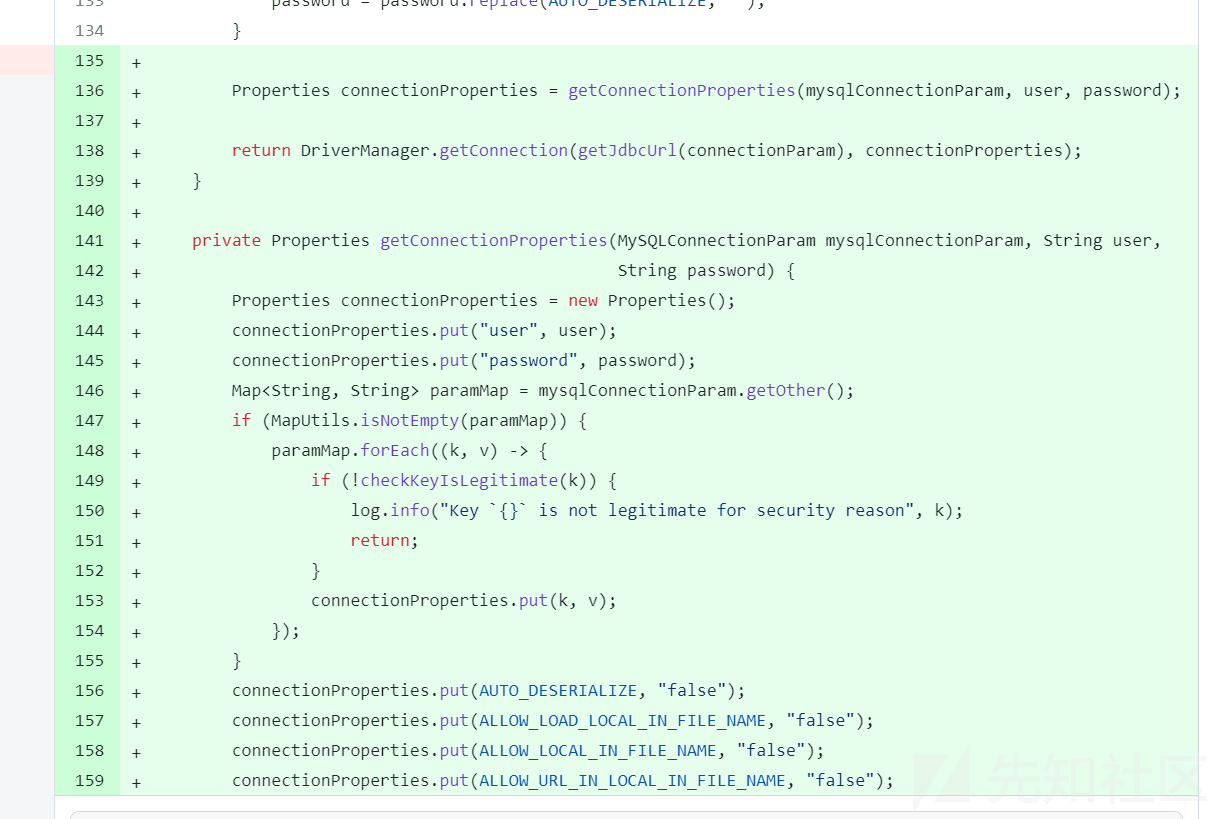 133 password = password.replace(AUTO_DESERIALIZE, "");
134 }
135 +
136 + Properties connectionProperties = getConnectionProperties(mysqlConnectionParam, user, password);
137 +
138 + return DriverManager.getConnection(getJdbcUrl(connectionParam), connectionProperties);
139 + }
140 +
141 + private Properties getConnectionProperties(MySQLConnectionParam mysqlConnectionParam, String user,
142 + String password) {
143 + Properties connectionProperties = new Properties();
144 + connectionProperties.put("user", user);
145 + connectionProperties.put("password", password);
146 + Map<String, String> paramMap = mysqlConnectionParam.getOther();
147 + if (MapUtils.isNotEmpty(paramMap)) {
148 + paramMap.forEach((k, v) -> {
149 + if (!checkKeyIsLegitimate(k)) {
150 + log.info("Key `{}` is not legitimate for security reason", k);
151 + return;
152 + }
153 + connectionProperties.put(k, v);
154 + });
155 + }
156 + connectionProperties.put(AUTO_DESERIALIZE, "false");
157 + connectionProperties.put(ALLOW_LOAD_LOCAL_IN_FILE_NAME, "false");
158 + connectionProperties.put(ALLOW_LOCAL_IN_FILE_NAME, "false");
159 + connectionProperties.put(ALLOW_URL_IN_LOCAL_IN_FILE_NAME, "false");
先知社区